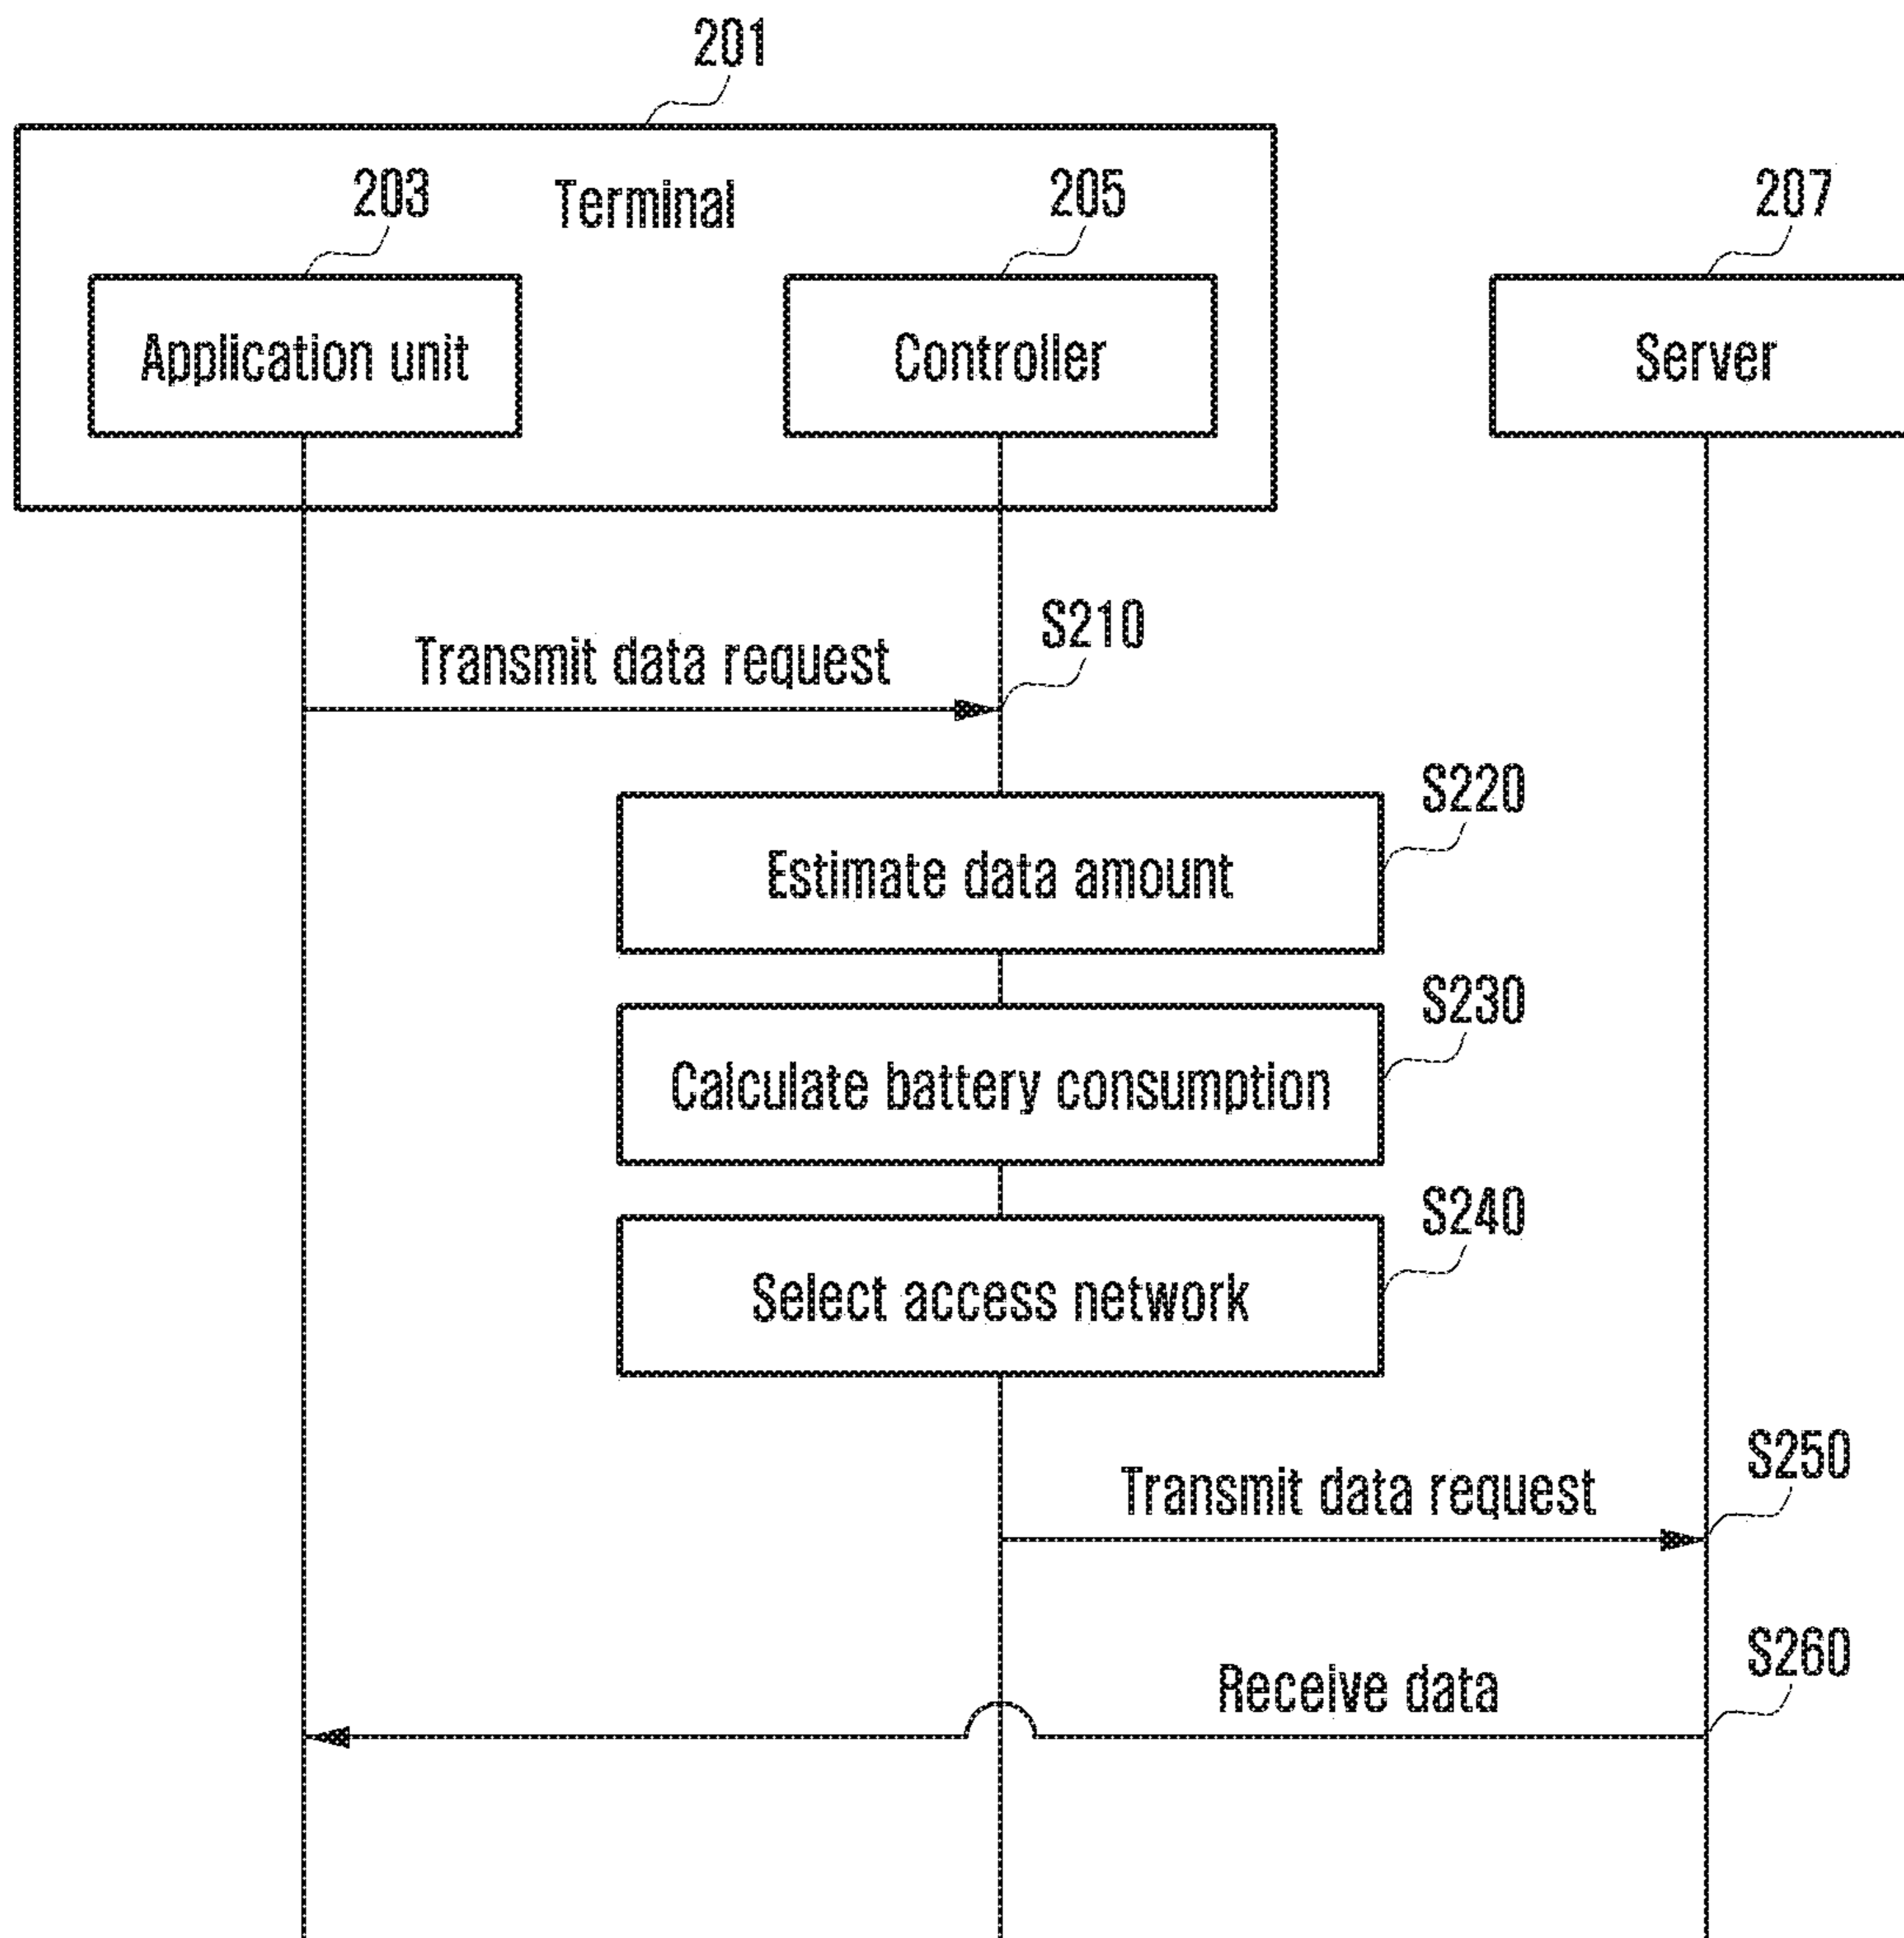 201
203
Terminal
205
207
Application unit
Controller
Server
S210
Transmit data request
S220
Estimate data amount
S230
Calculate battery consumption
S240
Select access network
S250
Transmit data request
S260
Receive data